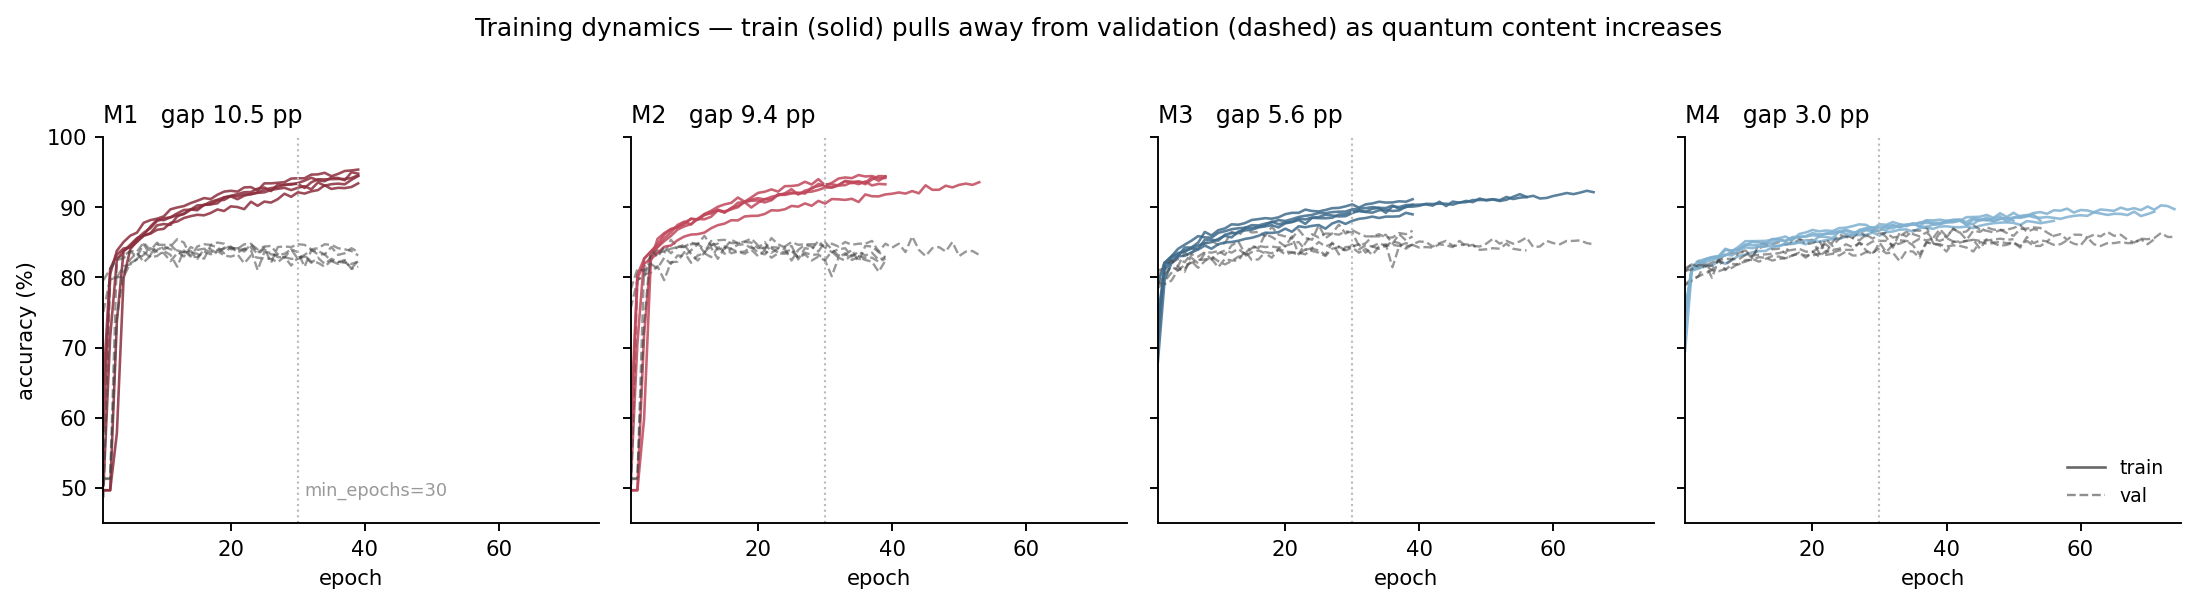 Training dynamics — train (solid) pulls away from validation (dashed) as quantum content increases
M1 gap 10.5 pp
M2 gap 9.4 pp
M3 gap 5.6 pp
M4 gap 3.0 pp
100
90
80
70
60
50
accuracy (%)
min_epochs=30
train
val
20 40 60
20 40 60
20 40 60
20 40 60
epoch
epoch
epoch
epoch